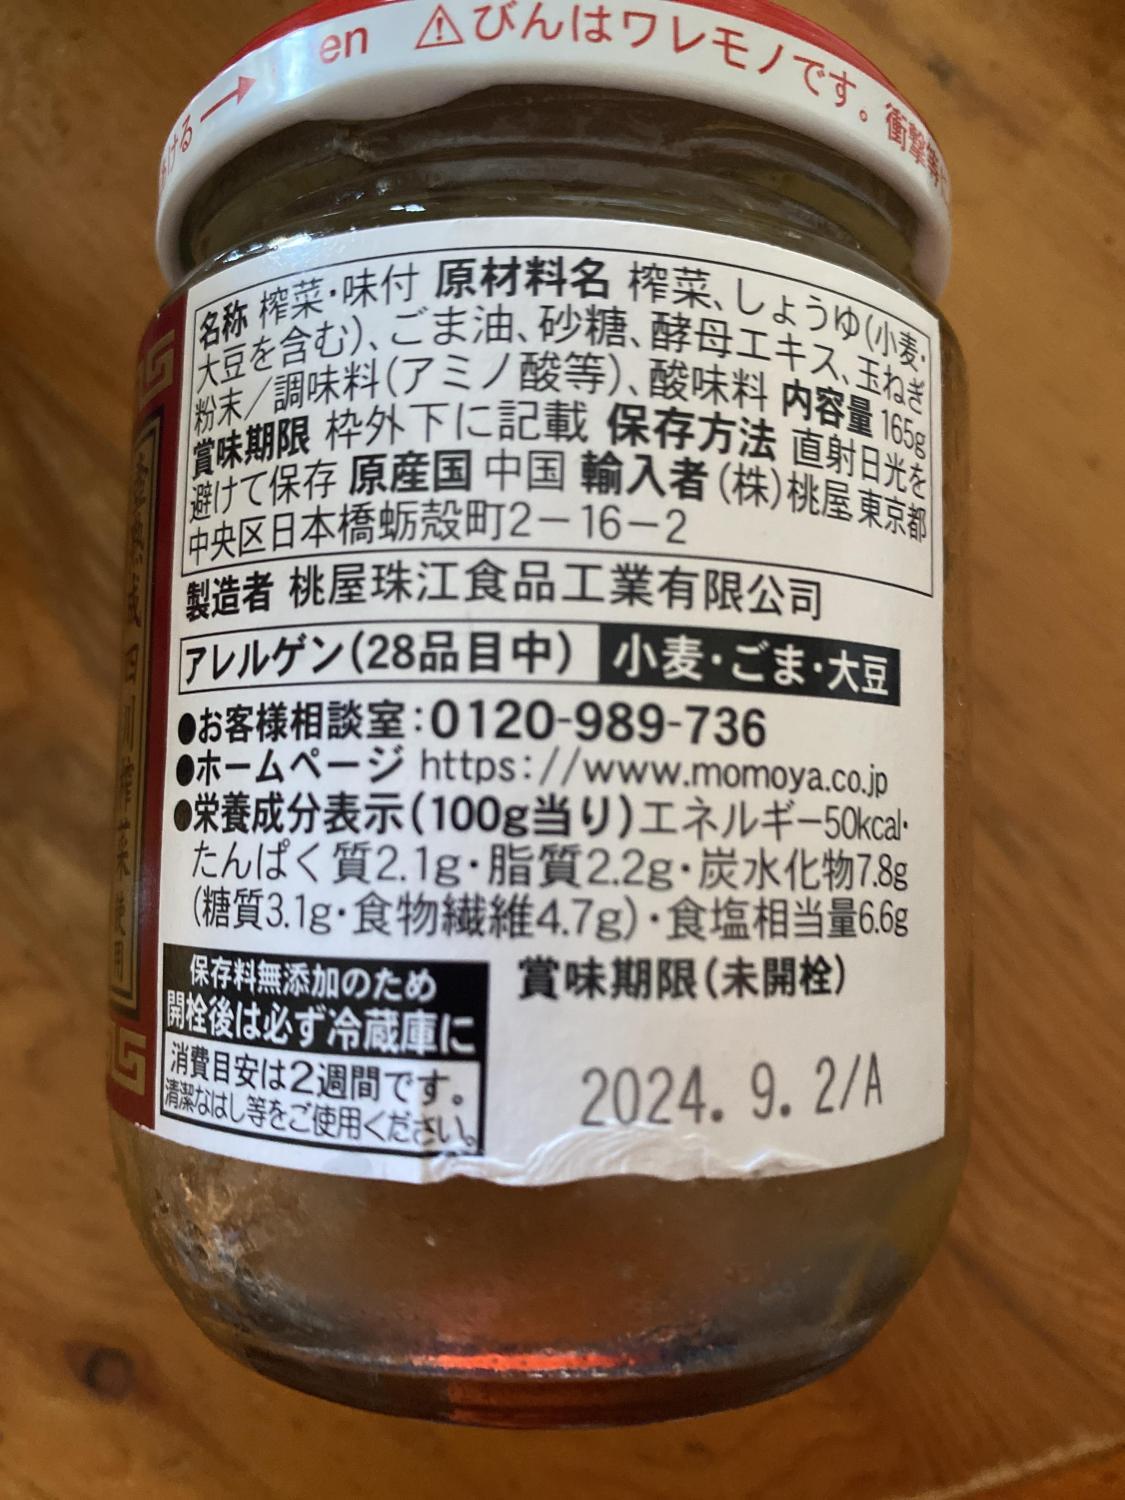 ける→
en ⚠びんはワレモノです。衝撃等に
名称 榨菜・味付 原材料名 榨菜、しょうゆ(小麦・
大豆を含む)、ごま油、砂糖、酵母エキス、玉ねぎ
粉末/調味料(アミノ酸等)、酸味料 内容量 165g
賞味期限 枠外下に記載 保存方法 直射日光を
避けて保存 原産国 中国 輸入者 (株)桃屋 東京都
中央区日本橋蛎殻町2-16-2
製造者 桃屋珠江食品工業有限公司
アレルゲン(28品目中) 小麦・ごま・大豆
●お客様相談室:0120-989-736
●ホームページ https://www.momoya.co.jp
●栄養成分表示(100g当り)エネルギー50kcal・
たんぱく質2.1g・脂質2.2g・炭水化物7.8g
(糖質3.1g・食物繊維4.7g)・食塩相当量6.6g
保存料無添加のため
開栓後は必ず冷蔵庫に
消費目安は2週間です。
清潔なはし等をご使用ください。
賞味期限(未開栓)
2024. 9. 2/A
四川榨菜使用